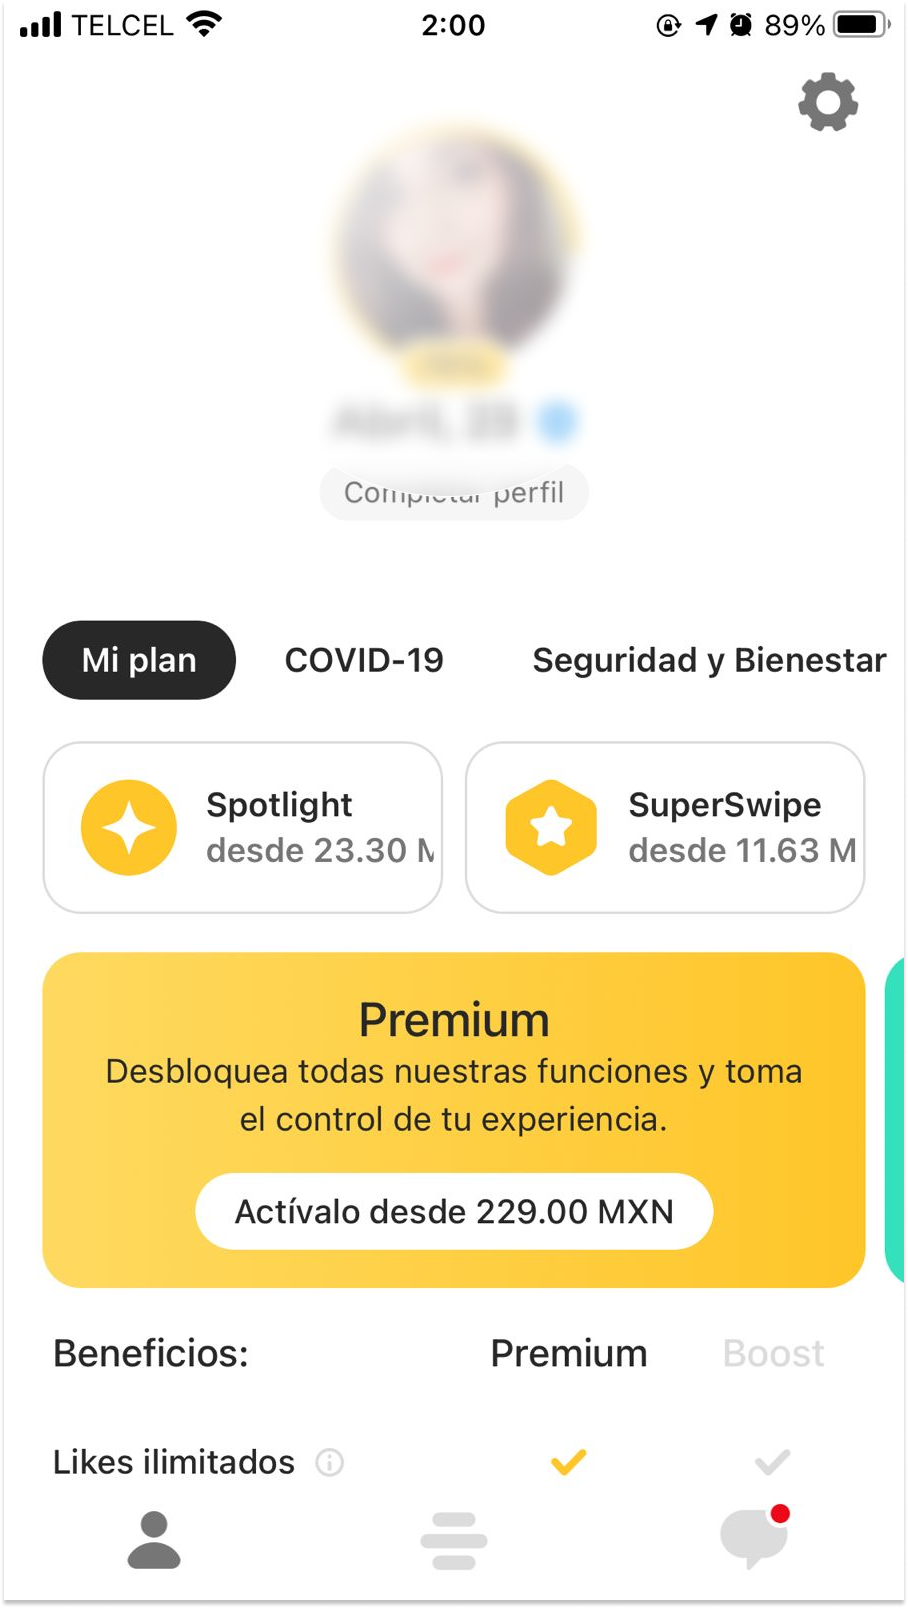 TELCEL 2:00 89%
Completar perfil
Mi plan COVID-19 Seguridad y Bienestar
Spotlight
desde 23.30 M
SuperSwipe
desde 11.63 M
Premium
Desbloquea todas nuestras funciones y toma
el control de tu experiencia.
Actívalo desde 229.00 MXN
Beneficios: Premium Boost
Likes ilimitados